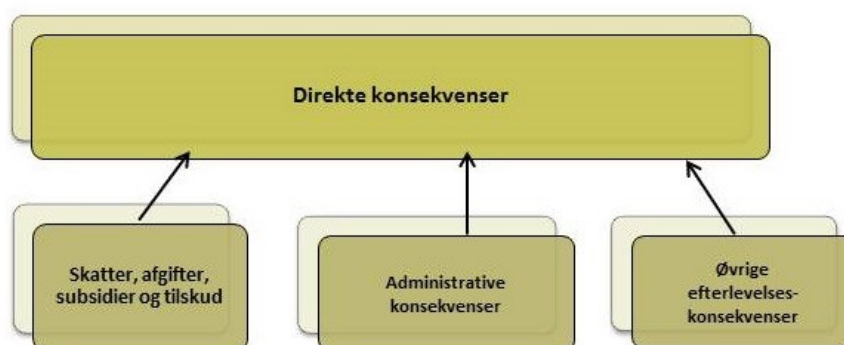 Direkte konsekvenser
Skatter, afgifter,
subsidier og tilskud
Administrative
konsekvenser
Øvrige
efterlevelses-
konsekvenser